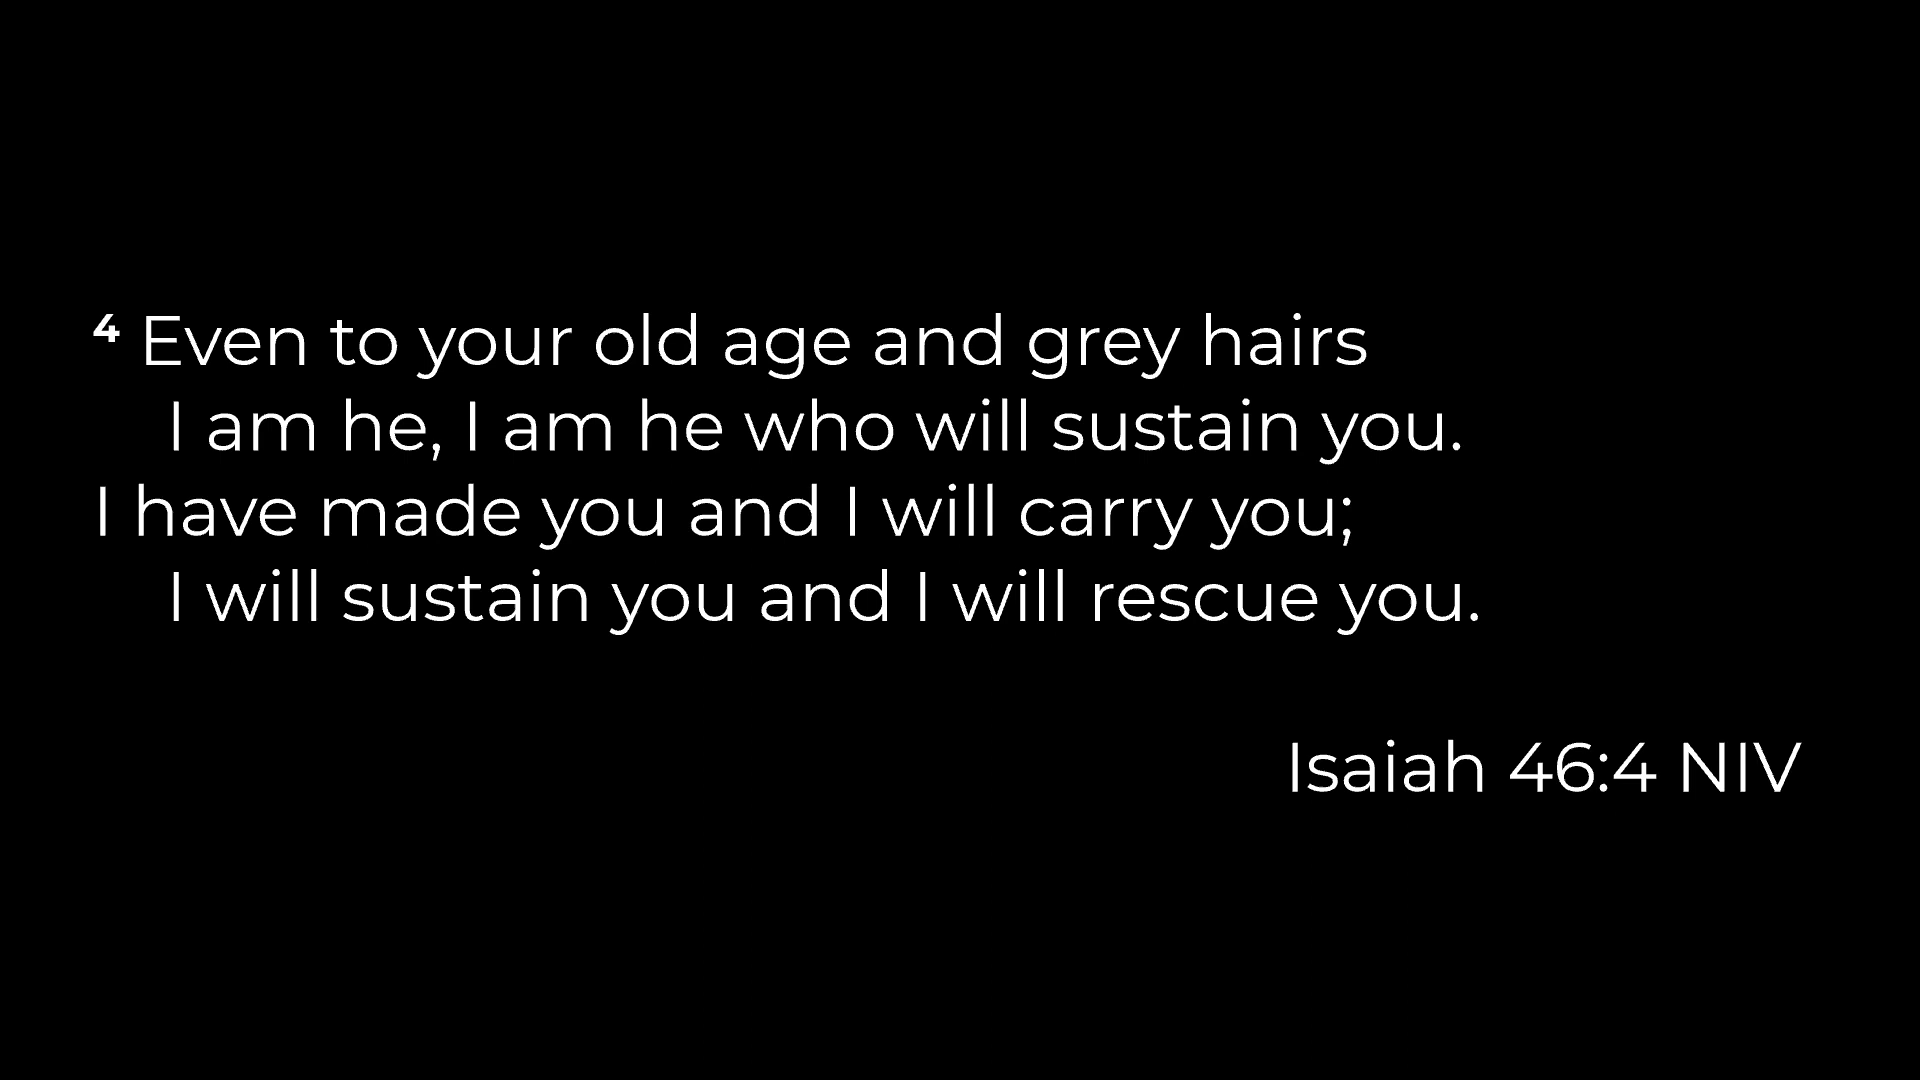 4 Even to your old age and grey hairs
I am he, I am he who will sustain you.
I have made you and I will carry you;
I will sustain you and I will rescue you.
Isaiah 46:4 NIV